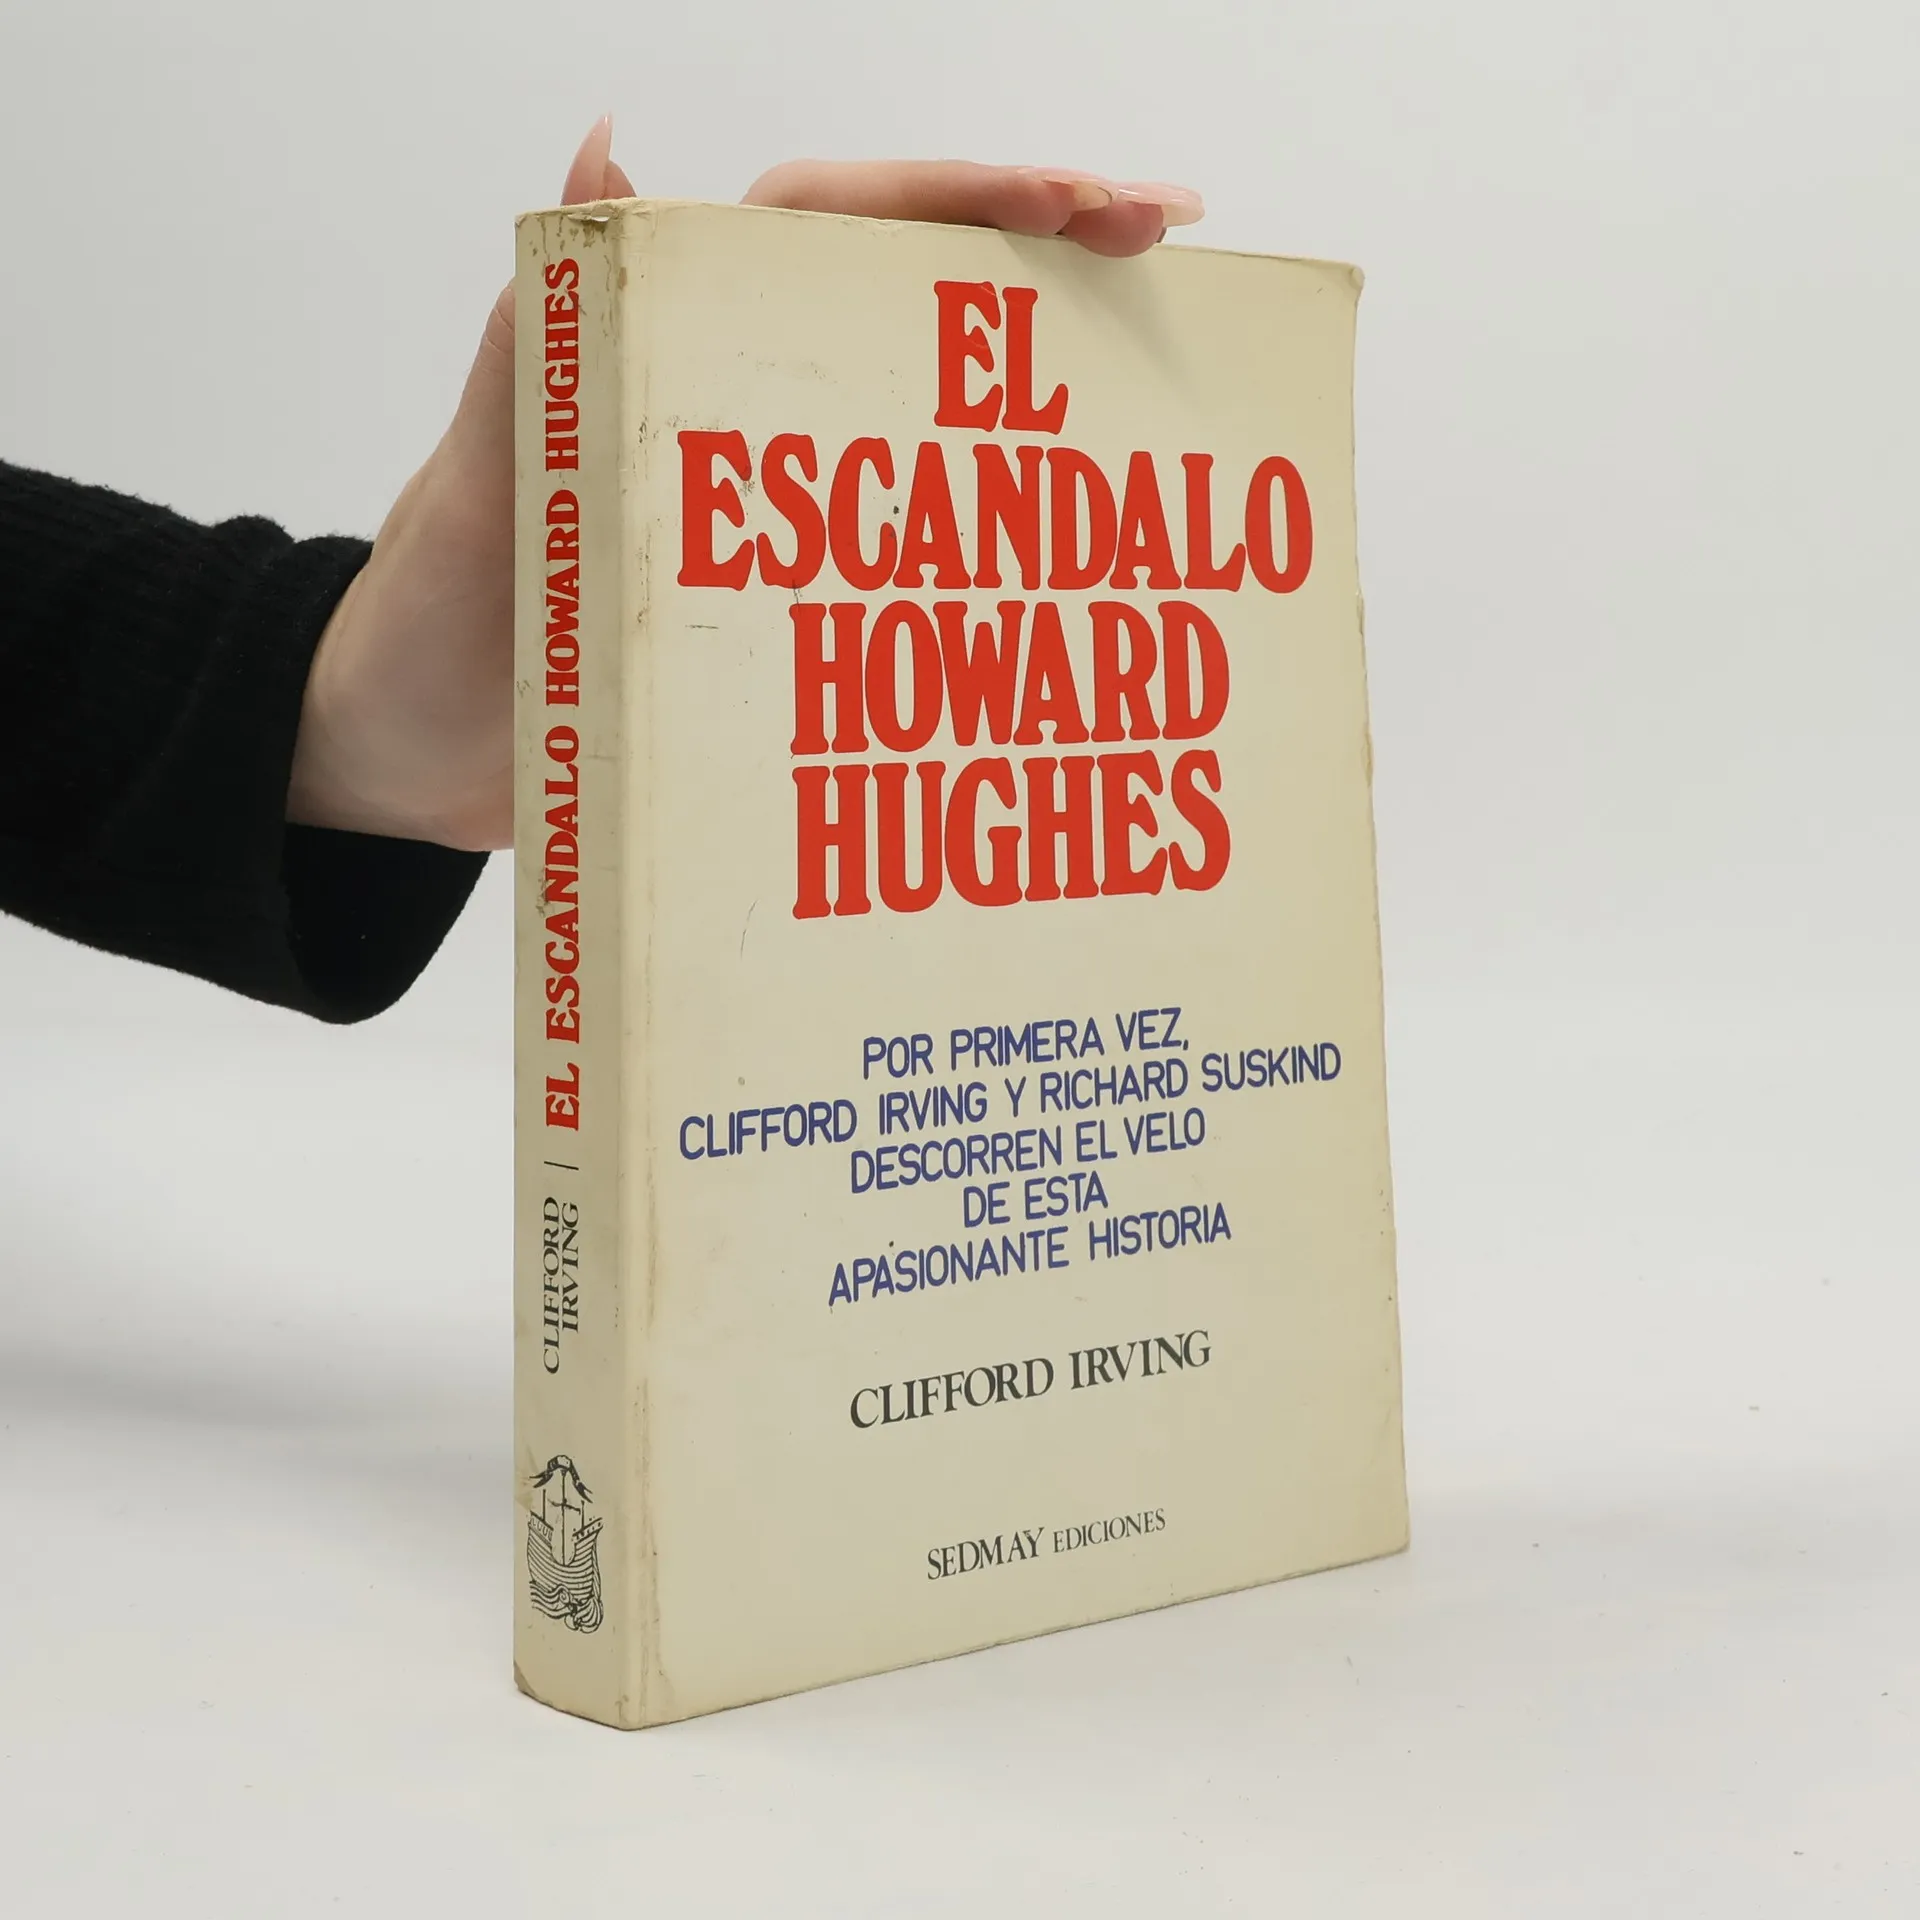 EL ESCANDALO HOWARD HUGHES
CLIFFORD
IRVING
EL
ESCANDALO
HOWARD
HUGHES
POR PRIMERA VEZ,
CLIFFORD IRVING Y RICHARD SUSKIND
DESCORREN EL VELO
DE ESTA
APASIONANTE HISTORIA
CLIFFORD IRVING
SEDMAY EDICIONES